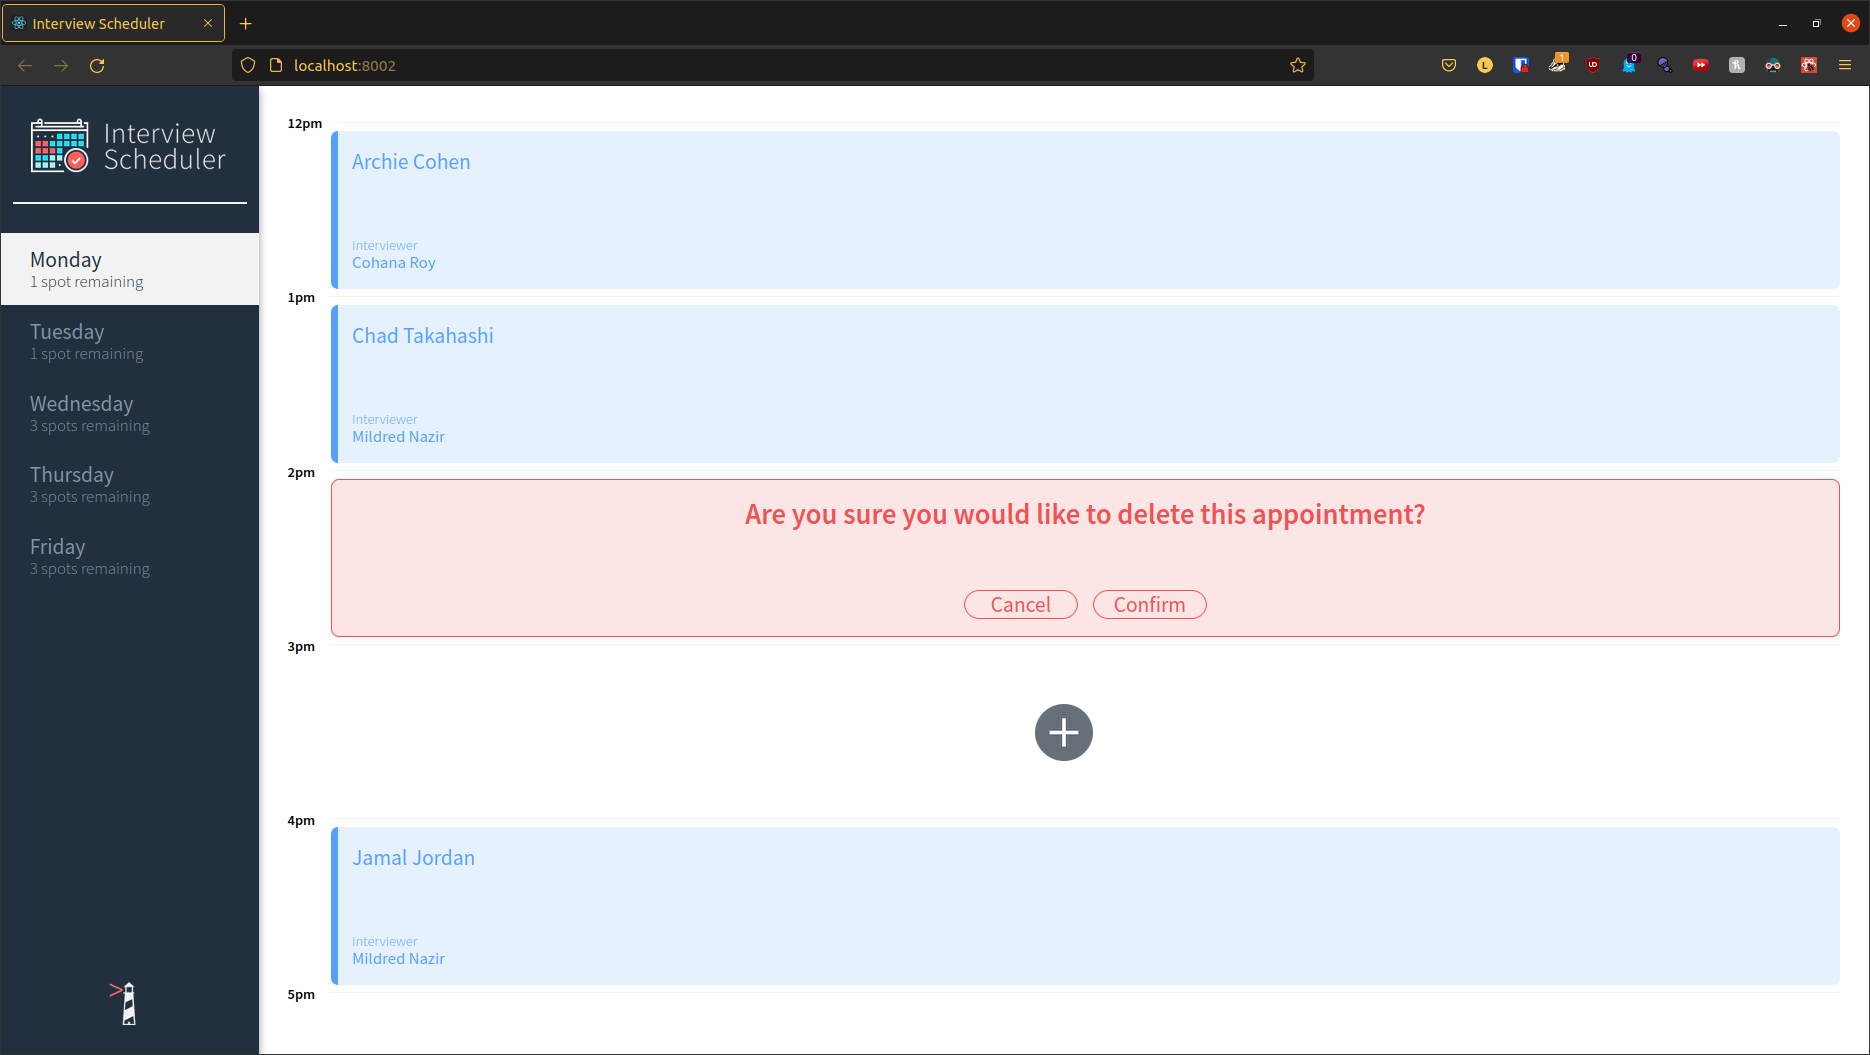 Interview Scheduler
localhost:8002
L
1
UD
0
Interview
Scheduler
Monday
1 spot remaining
Tuesday
1 spot remaining
Wednesday
3 spots remaining
Thursday
3 spots remaining
Friday
3 spots remaining
12pm
Archie Cohen
Interviewer
Cohana Roy
1pm
Chad Takahashi
Interviewer
Mildred Nazir
2pm
Are you sure you would like to delete this appointment?
Cancel Confirm
3pm
4pm
Jamal Jordan
Interviewer
Mildred Nazir
5pm